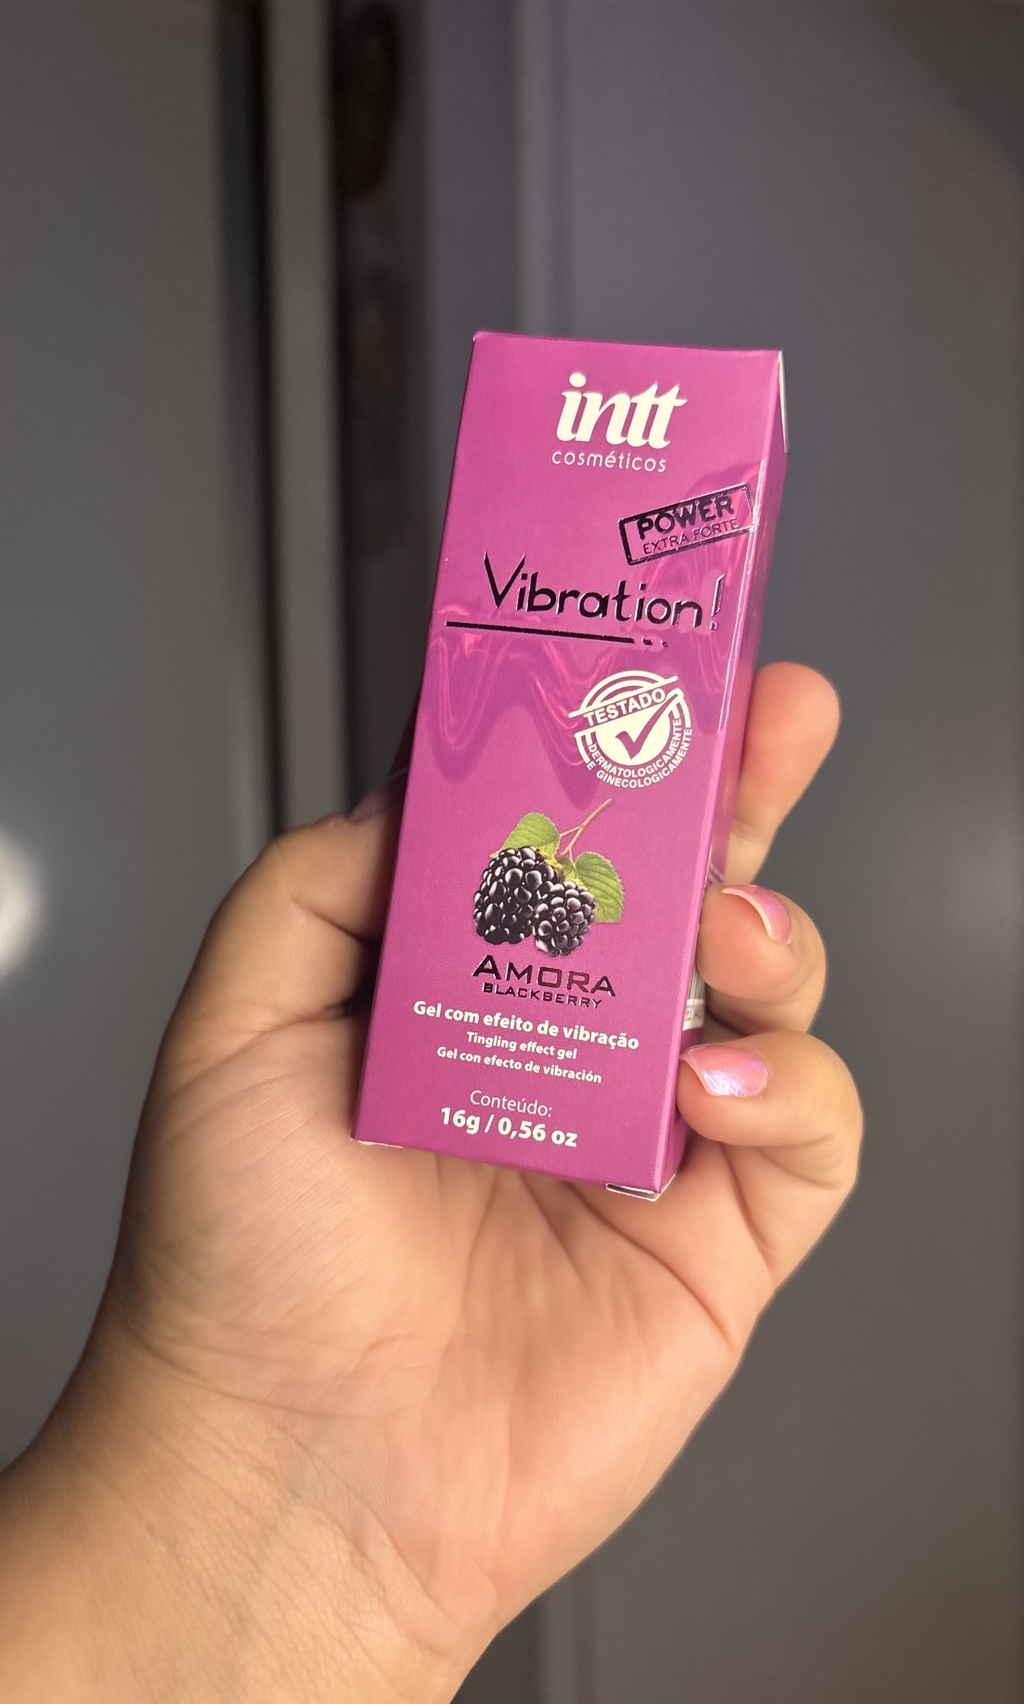 intt
cosméticos
POWER
EXTRA FORTE
Vibration!
TESTADO
DERMATOLOGICAMENTE
E GINECOLOGICAMENTE
AMORA
BLACKBERRY
Gel com efeito de vibração
Tingling effect gel
Gel con efecto de vibración
Conteúdo:
16g / 0,56 oz